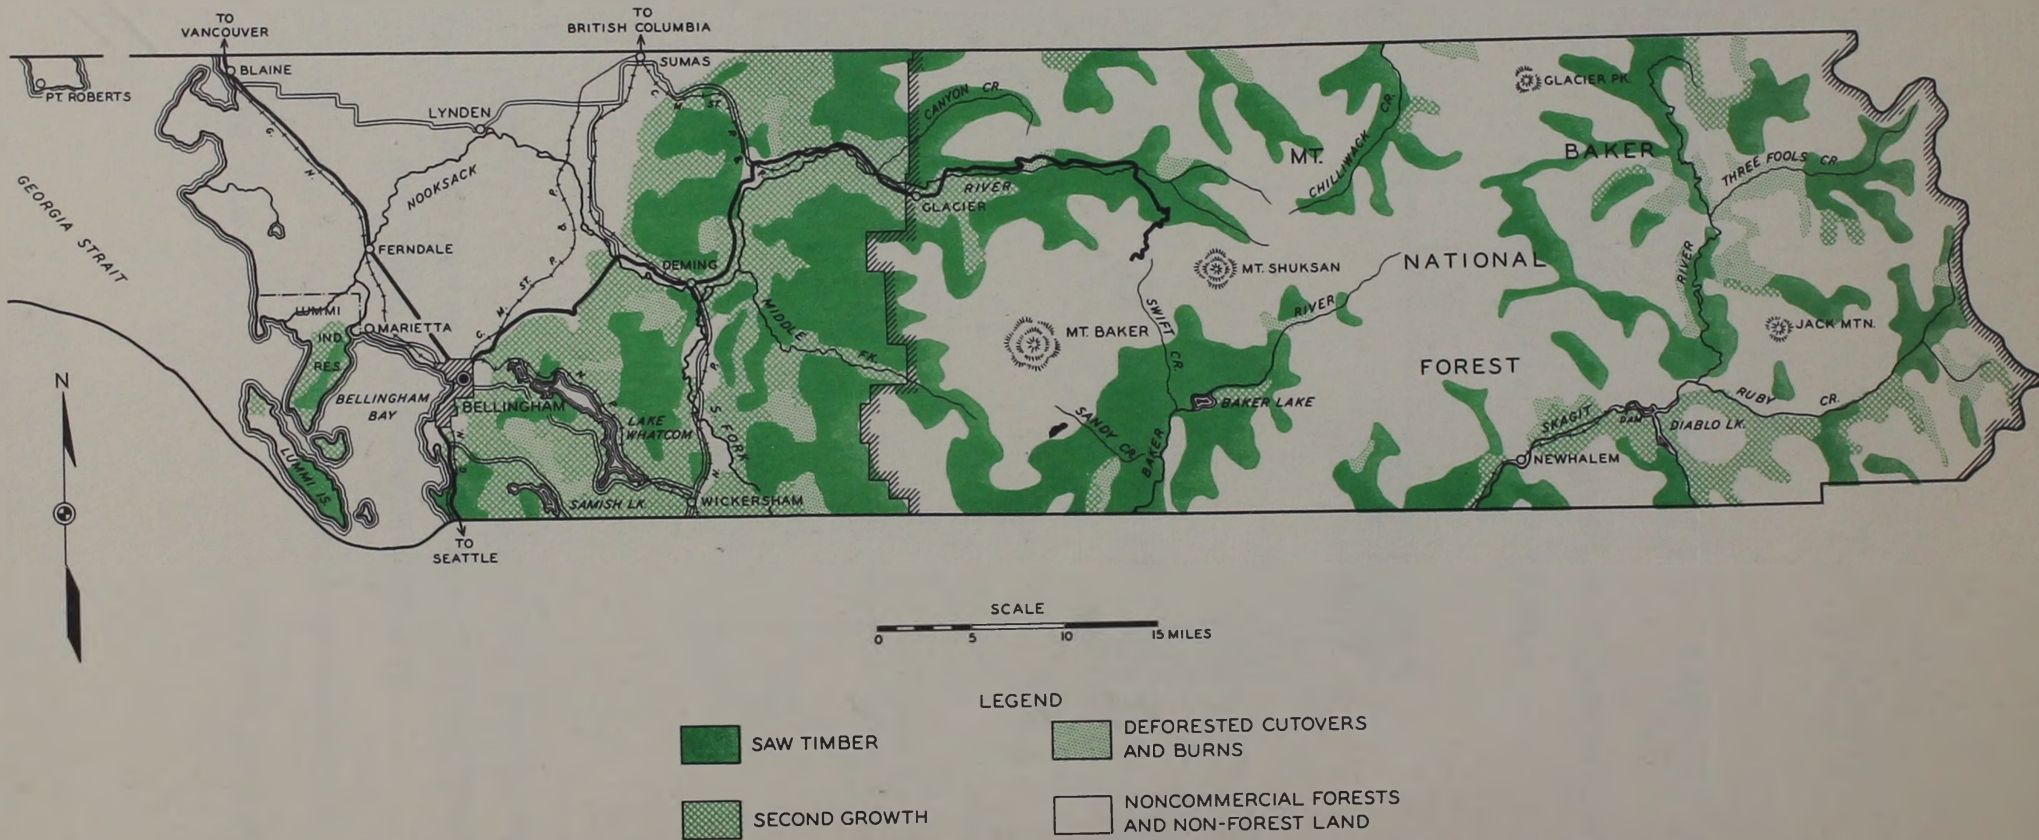 TO
VANCOUVER
TO
BRITISH COLUMBIA
BLAINE
SUMAS
PT. ROBERTS
LYNDEN
C. M. ST. P. &
G. N.
NOOKSACK
GEORGIA STRAIT
FERNDALE
C. M. ST. P. & P.
DEMING
LUMMI
IND.
RES.
MARIETTA
BELLINGHAM
BAY
BELLINGHAM
LAKE
WHATCOM
LUMMI IS.
SAMISH LK.
WICKERSHAM
MIDDLE FK.
S. FORK
N. P.
TO
SEATTLE
N
CANYON CR.
RIVER
GLACIER
MT. BAKER
NATIONAL
FOREST
CHILLIWACK CR.
GLACIER PK.
THREE FOOLS CR.
MT. SHUKSAN
MT. BAKER
SWIFT CR.
RIVER
BAKER LAKE
SANDY CR.
BAKER
RIVER
JACK MTN.
RUBY CR.
SKAGIT
DAM
DIABLO LK.
NEWHALEM
SCALE
0 5 10 15 MILES
LEGEND
SAW TIMBER
DEFORESTED CUTOVERS
AND BURNS
SECOND GROWTH
NONCOMMERCIAL FORESTS
AND NON-FOREST LAND